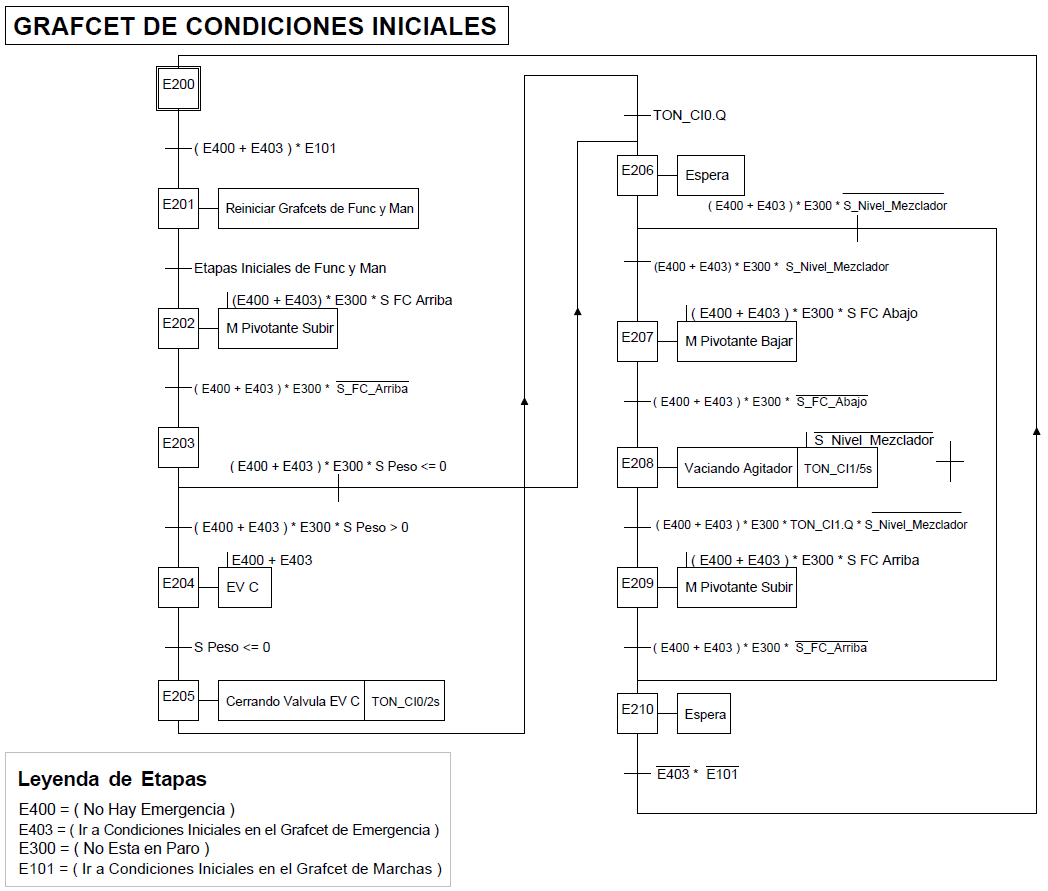 GRAFCET DE CONDICIONES INICIALES
E200
( E400 + E403 ) * E101
E201
Reiniciar Grafcets de Func y Man
Etapas Iniciales de Func y Man
(E400 + E403) * E300 * S FC Arriba
E202
M Pivotante Subir
( E400 + E403 ) * E300 * S_FC_Arriba
E203
( E400 + E403 ) * E300 * S Peso <= 0
( E400 + E403 ) * E300 * S Peso > 0
E400 + E403
E204
EV C
S Peso <= 0
E205
Cerrando Valvula EV C
TON_CI0/2s
TON_CI0.Q
E206
Espera
( E400 + E403 ) * E300 * S_Nivel_Mezclador
(E400 + E403) * E300 * S_Nivel_Mezclador
( E400 + E403 ) * E300 * S FC Abajo
E207
M Pivotante Bajar
( E400 + E403 ) * E300 * S_FC_Abajo
S_Nivel_Mezclador
E208
Vaciando Agitador
TON_CI1/5s
( E400 + E403 ) * E300 * TON_CI1.Q * S_Nivel_Mezclador
( E400 + E403 ) * E300 * S FC Arriba
E209
M Pivotante Subir
( E400 + E403 ) * E300 * S_FC_Arriba
E210
Espera
E403 * E101
Leyenda de Etapas
E400 = ( No Hay Emergencia )
E403 = ( Ir a Condiciones Iniciales en el Grafcet de Emergencia )
E300 = ( No Esta en Paro )
E101 = ( Ir a Condiciones Iniciales en el Grafcet de Marchas )